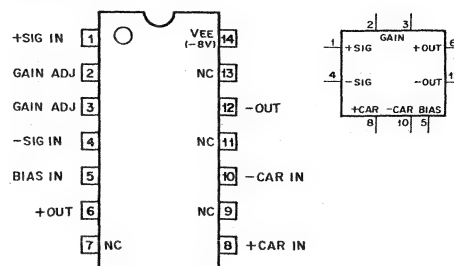 +SIG IN 1
GAIN ADJ 2
GAIN ADJ 3
-SIG IN 4
BIAS IN 5
+OUT 6
7 NC
VEE 14
(-8V)
NC 13
12 -OUT
NC 11
10 -CAR IN
NC 9
8 +CAR IN
2 3
GAIN
1 +SIG +OUT 6
4 -SIG -OUT
+CAR -CAR BIAS
8 10 5